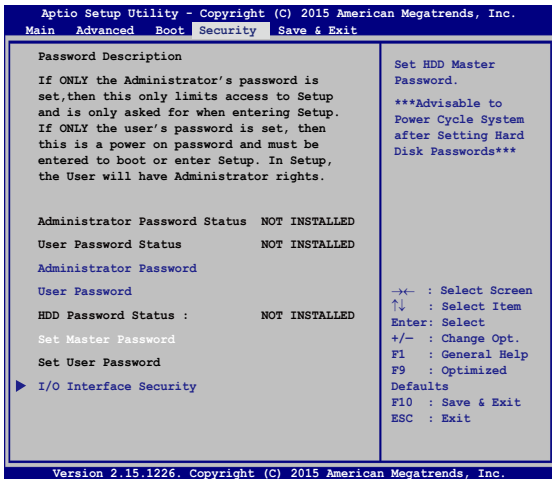 Aptio Setup Utility - Copyright (C) 2015 American Megatrends, Inc.
Main Advanced Boot Security Save & Exit
Password Description
If ONLY the Administrator's password is
set,then this only limits access to Setup
and is only asked for when entering Setup.
If ONLY the user's password is set, then
this is a power on password and must be
entered to boot or enter Setup. In Setup,
the User will have Administrator rights.
Administrator Password Status NOT INSTALLED
User Password Status NOT INSTALLED
Administrator Password
User Password
HDD Password Status : NOT INSTALLED
Set Master Password
Set User Password
I/O Interface Security
Set HDD Master
Password.
***Advisable to
Power Cycle System
after Setting Hard
Disk Passwords***
→← : Select Screen
↑↓ : Select Item
Enter: Select
+/— : Change Opt.
F1 : General Help
F9 : Optimized
Defaults
F10 : Save & Exit
ESC : Exit
Version 2.15.1226. Copyright (C) 2015 American Megatrends, Inc.